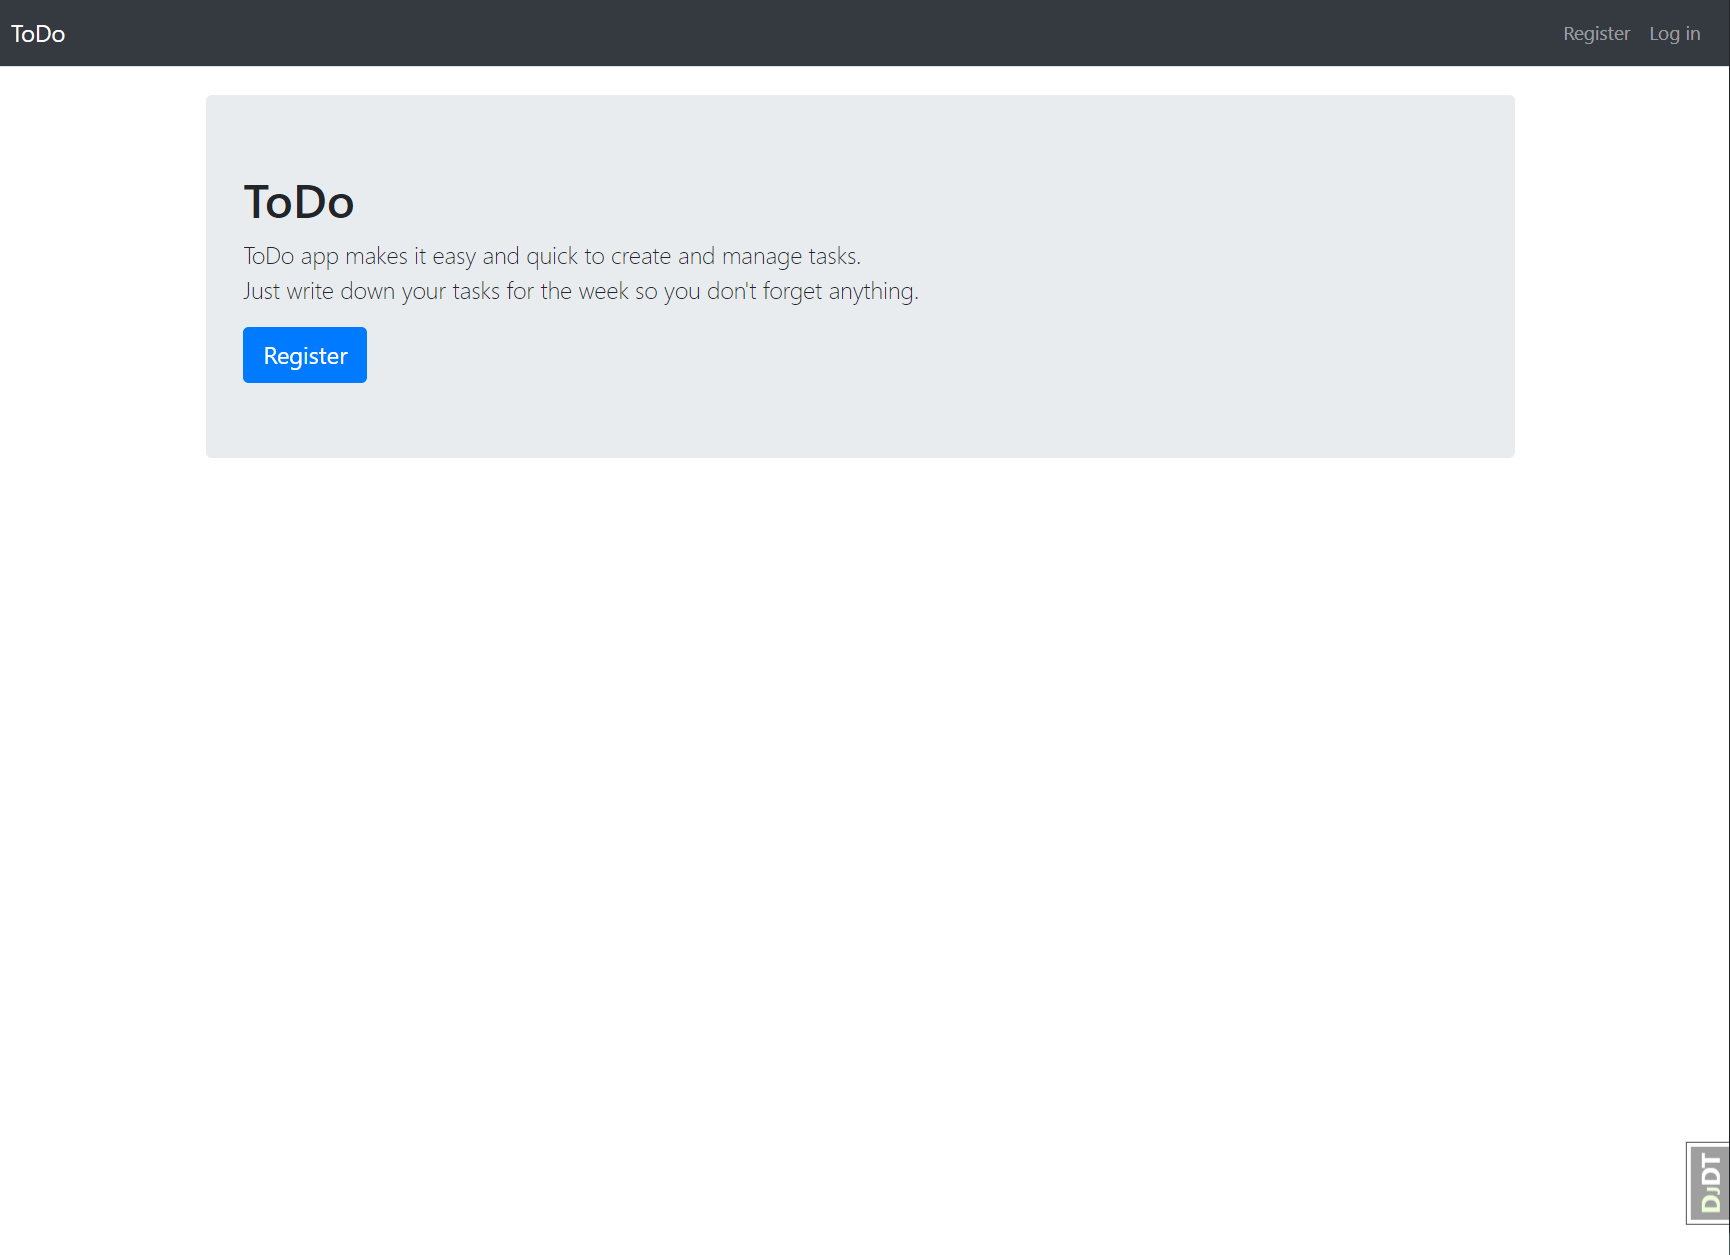 ToDo
Register Log in
ToDo
ToDo app makes it easy and quick to create and manage tasks.
Just write down your tasks for the week so you don't forget anything.
Register
DJDT